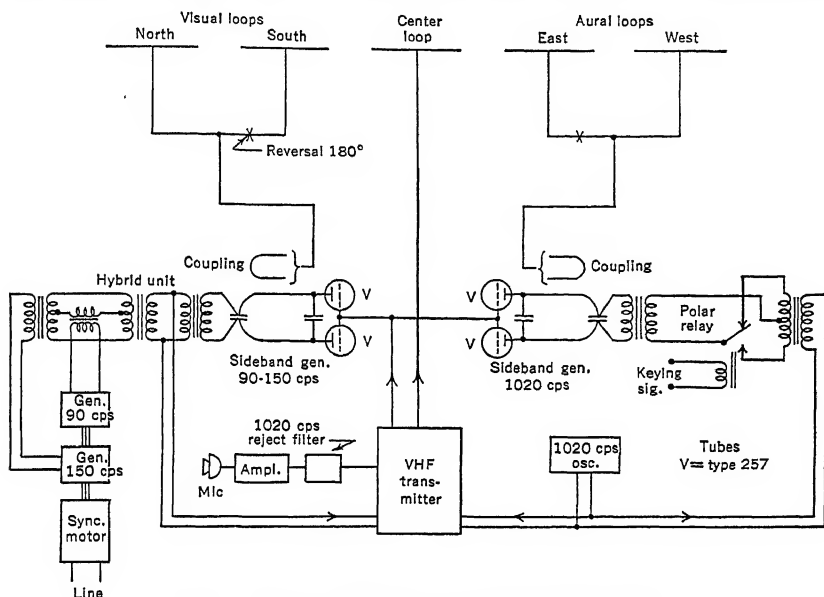 Visual loops
North
South
Center
loop
Aural loops
East
West
Reversal 180°
Coupling
Coupling
Hybrid unit
V
V
V
V
Polar
relay
Sideband gen.
90-150 cps
Sideband gen.
1020 cps
Keying
sig.
Gen.
90 cps
Gen.
150 cps
Sync.
motor
Line
1020 cps
reject filter
Mic
Ampl.
VHF
trans-
mitter
1020 cps
osc.
Tubes
V= type 257